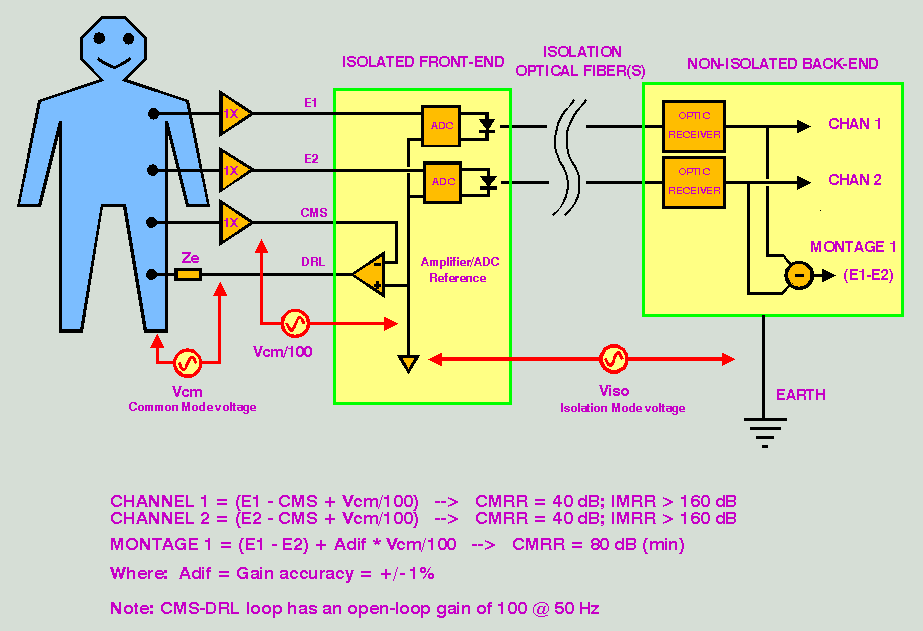 ISOLATED FRONT-END
ISOLATION
OPTICAL FIBER(S)
NON-ISOLATED BACK-END
1X
E1
ADC
OPTIC
RECEIVER
CHAN 1
1X
E2
ADC
OPTIC
RECEIVER
CHAN 2
1X
CMS
Ze
DRL
-
+
Amplifier/ADC
Reference
MONTAGE 1
-
(E1-E2)
Vcm/100
Vcm
Common Mode voltage
Viso
Isolation Mode voltage
EARTH
CHANNEL 1 = (E1 - CMS + Vcm/100) --> CMRR = 40 dB; IMRR > 160 dB
CHANNEL 2 = (E2 - CMS + Vcm/100) --> CMRR = 40 dB; IMRR > 160 dB
MONTAGE 1 = (E1 - E2) + Adif * Vcm/100 --> CMRR = 80 dB (min)
Where: Adif = Gain accuracy = +/- 1%
Note: CMS-DRL loop has an open-loop gain of 100 @ 50 Hz